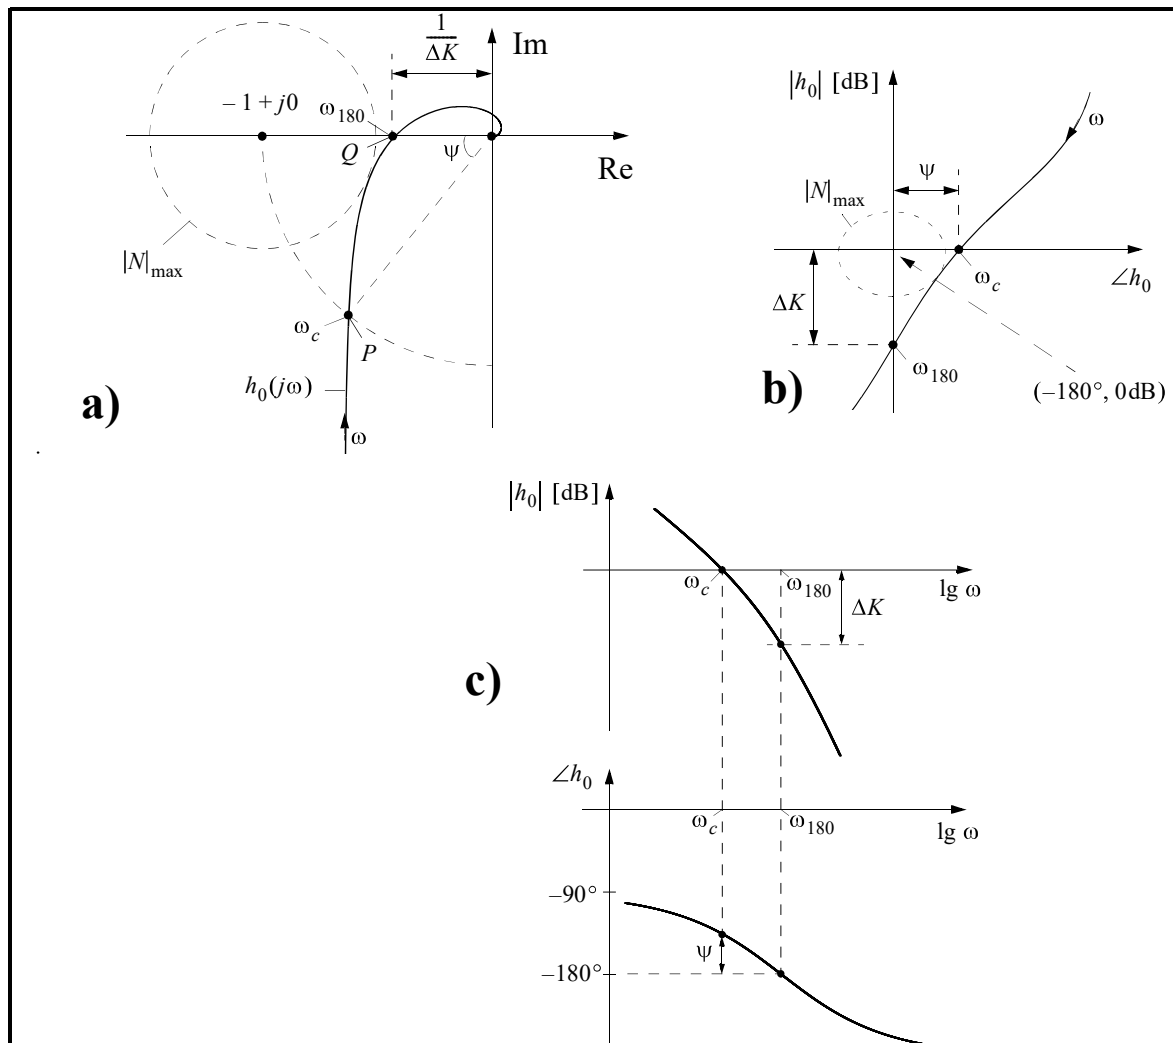 1
ΔK
Im
– 1 + j0
ω180
Q
ψ
Re
|N|max
ωc
P
h0(jω)
ω
a)
|h0| [dB]
ω
ψ
|N|max
ωc
∠h0
ΔK
ω180
(–180°, 0dB)
b)
|h0| [dB]
ωc
ω180
lg ω
ΔK
c)
∠h0
ωc
ω180
lg ω
–90°
ψ
–180°